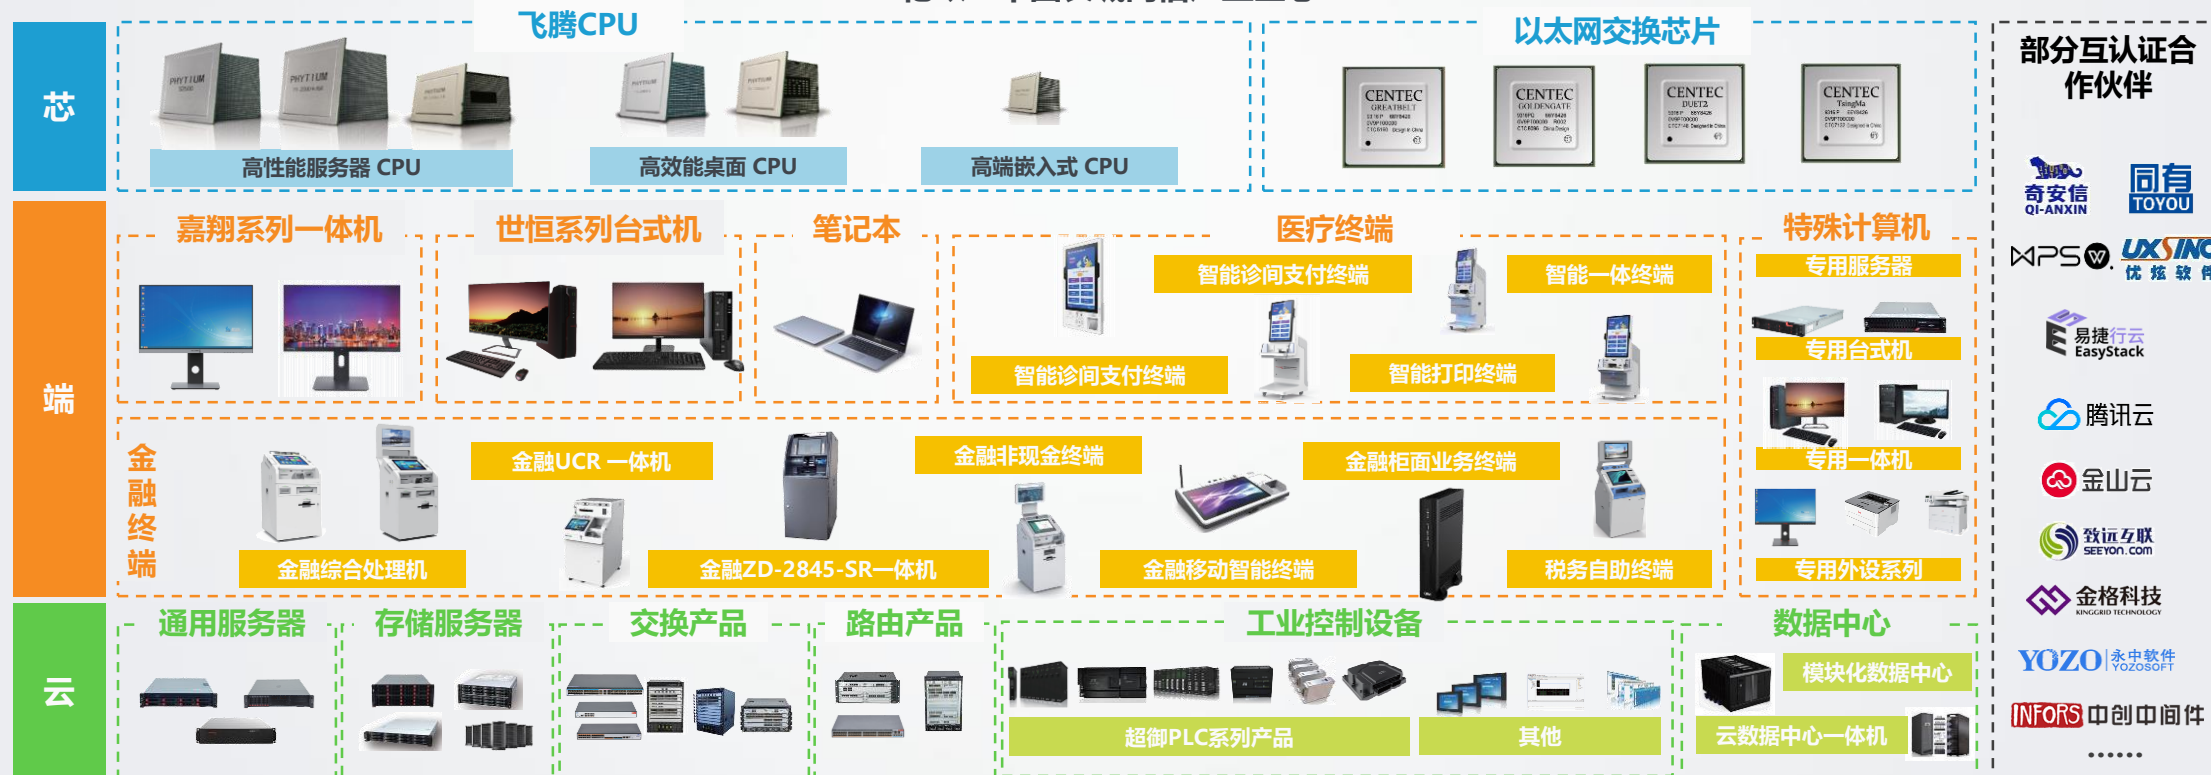 芯
飞腾CPU
PHYTIUM
PHYTIUM
PHYTIUM
PHYTIUM
PHYTIUM
高性能服务器 CPU
高效能桌面 CPU
高端嵌入式 CPU
以太网交换芯片
CENTEC
GREATBELT
CENTEC
GOLDENGATE
CENTEC
DUET2
CENTEC
TsingMa
端
嘉翔系列一体机
世恒系列台式机
笔记本
医疗终端
智能诊间支付终端
智能一体终端
智能诊间支付终端
智能打印终端
特殊计算机
专用服务器
专用台式机
专用一体机
专用外设系列
金融终端
金融UCR 一体机
金融非现金终端
金融柜面业务终端
金融综合处理机
金融ZD-2845-SR一体机
金融移动智能终端
税务自助终端
云
通用服务器
存储服务器
交换产品
路由产品
工业控制设备
超御PLC系列产品
其他
数据中心
模块化数据中心
云数据中心一体机
部分互认证合
作伙伴
奇安信
QI-ANXIN
同有
TOYOU
WPS
UXSINO
优炫软件
易捷行云
EasyStack
腾讯云
金山云
致远互联
SEEYON.COM
金格科技
KINGGRID TECHNOLOGY
YOZO 永中软件
YOZOSOFT
INFORS 中创中间件
······